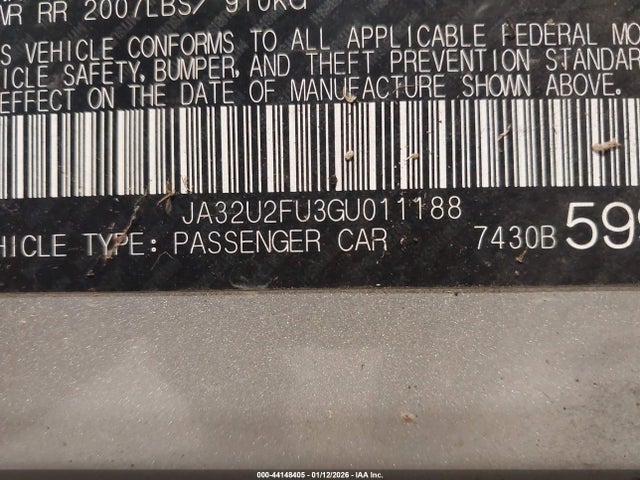 WR RR 2007LBS/ 910KG
S VEHICLE CONFORMS TO ALL APPLICABLE FEDERAL MO
ICLE SAFETY, BUMPER, AND THEFT PREVENTION STANDAR
EFFECT ON THE DATE OF MANUFACTURE SHOWN ABOVE.
JA32U2FU3GU011188
EHICLE TYPE: PASSENGER CAR 7430B 59
000-44148405 - 01/12/2026 - IAA Inc.